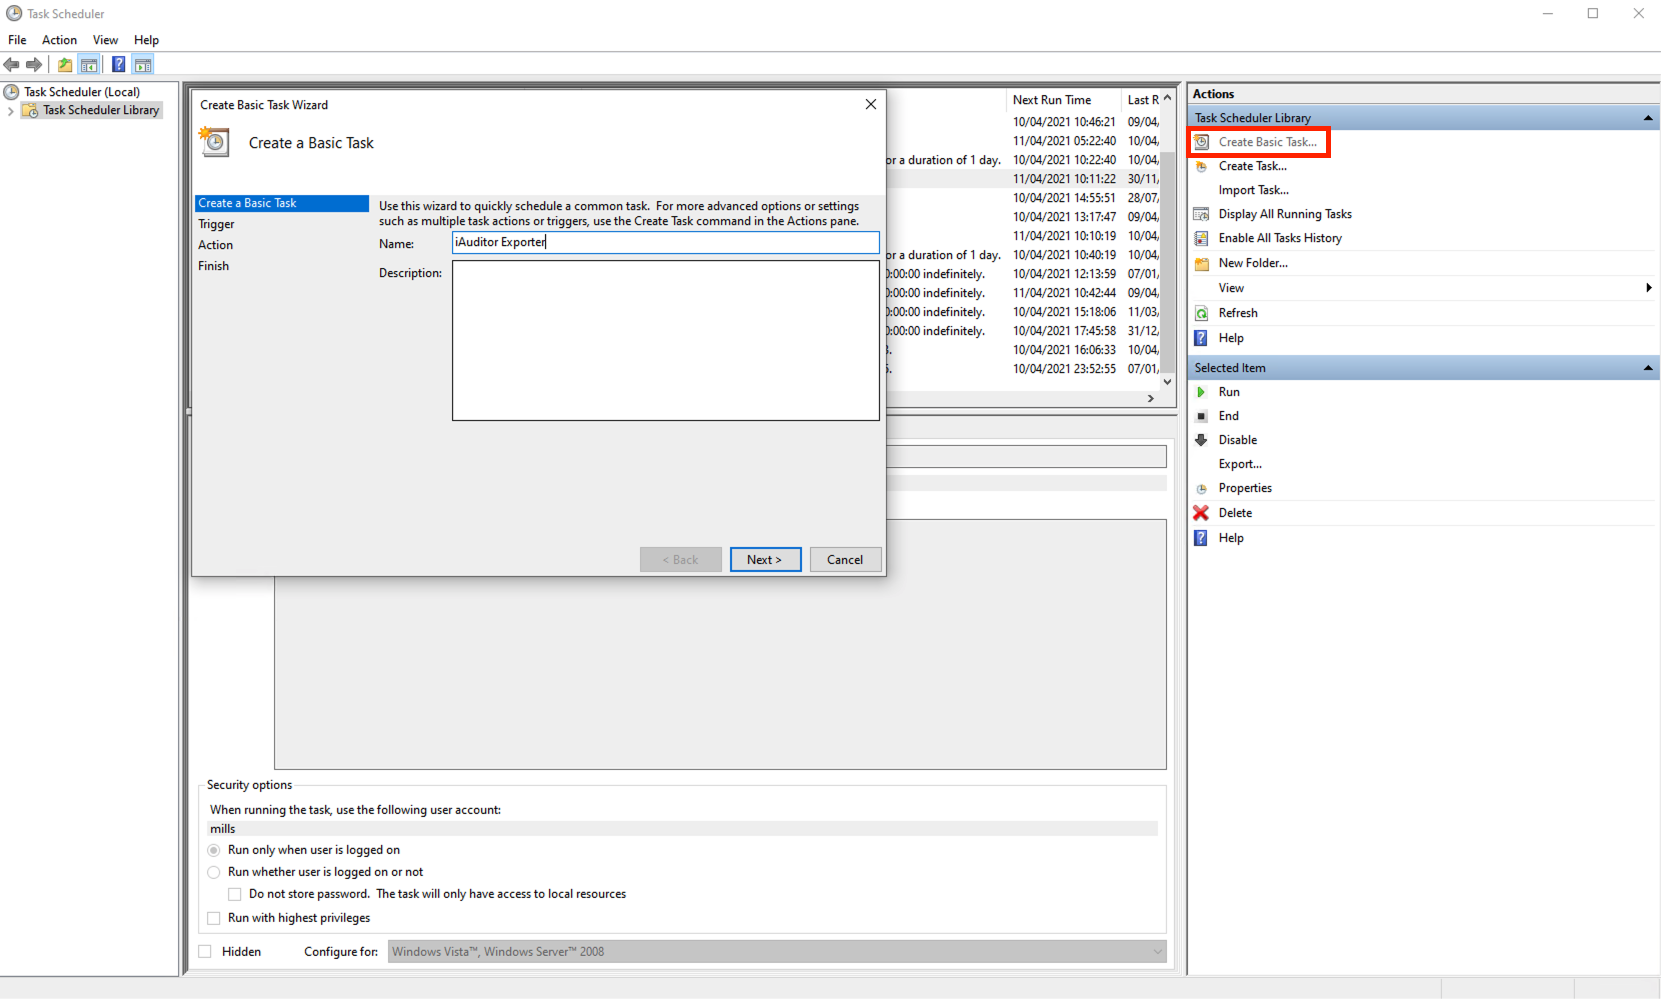 Task Scheduler
File Action View Help
Task Scheduler (Local)
Task Scheduler Library
Create Basic Task Wizard
Create a Basic Task
Create a Basic Task
Trigger
Action
Finish
Use this wizard to quickly schedule a common task. For more advanced options or settings
such as multiple task actions or triggers, use the Create Task command in the Actions pane.
Name: iAuditor Exporter
Description:
< Back Next > Cancel
Next Run Time Last R
10/04/2021 10:46:21 09/04/
11/04/2021 05:22:40 10/04/
or a duration of 1 day. 10/04/2021 10:22:40 10/04/
11/04/2021 10:11:22 30/11/
10/04/2021 14:55:51 28/07/
10/04/2021 13:17:47 09/04/
11/04/2021 10:10:19 10/04/
or a duration of 1 day. 10/04/2021 10:40:19 10/04/
0:00:00 indefinitely. 10/04/2021 12:13:59 07/01/
0:00:00 indefinitely. 11/04/2021 10:42:44 09/04/
0:00:00 indefinitely. 10/04/2021 15:18:06 11/03/
0:00:00 indefinitely. 10/04/2021 17:45:58 31/12/
10/04/2021 16:06:33 10/04/
10/04/2021 23:52:55 07/01/
Security options
When running the task, use the following user account:
mills
Run only when user is logged on
Run whether user is logged on or not
Do not store password. The task will only have access to local resources
Run with highest privileges
Hidden Configure for: Windows Vista™, Windows Server™ 2008
Actions
Task Scheduler Library
Create Basic Task...
Create Task...
Import Task...
Display All Running Tasks
Enable All Tasks History
New Folder...
View
Refresh
Help
Selected Item
Run
End
Disable
Export...
Properties
Delete
Help